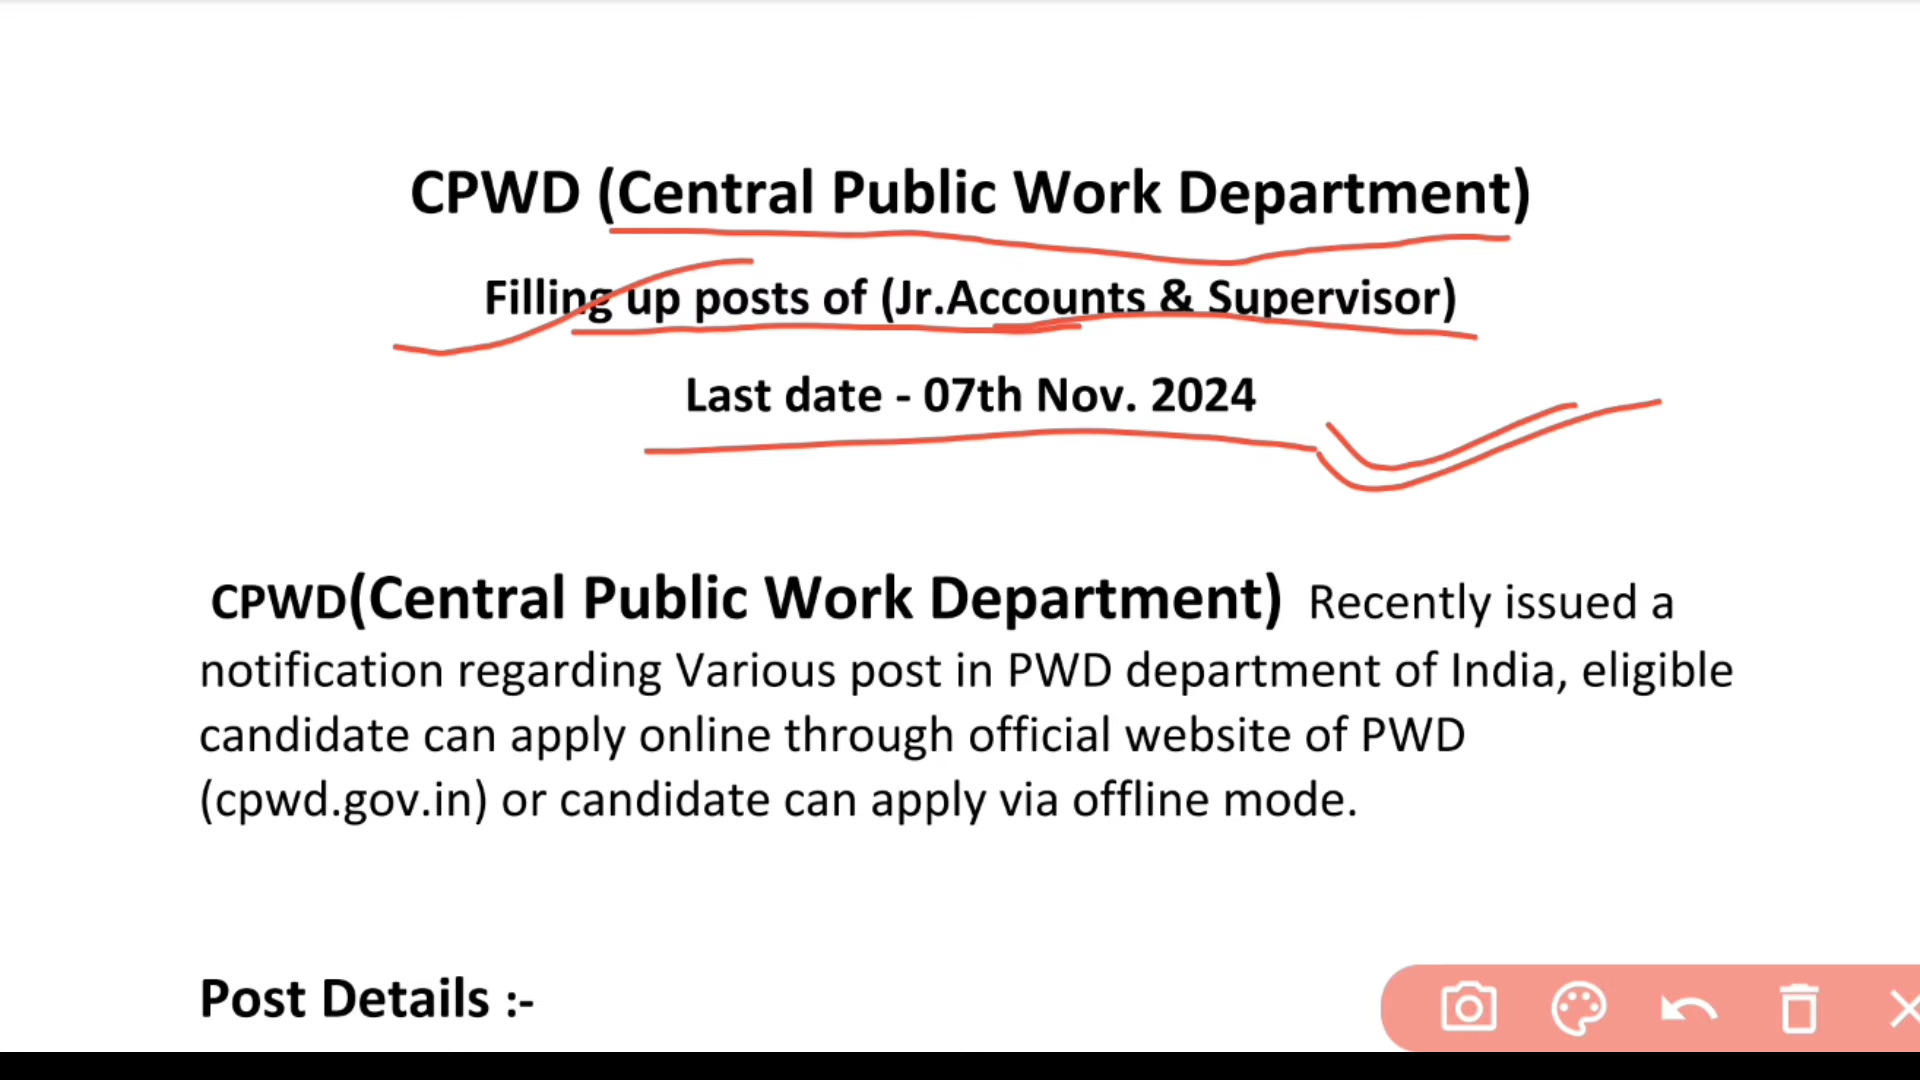 CPWD (Central Public Work Department)
Filling up posts of (Jr.Accounts & Supervisor)
Last date - 07th Nov. 2024
CPWD(Central Public Work Department) Recently issued a
notification regarding Various post in PWD department of India, eligible
candidate can apply online through official website of PWD
(cpwd.gov.in) or candidate can apply via offline mode.
Post Details :-